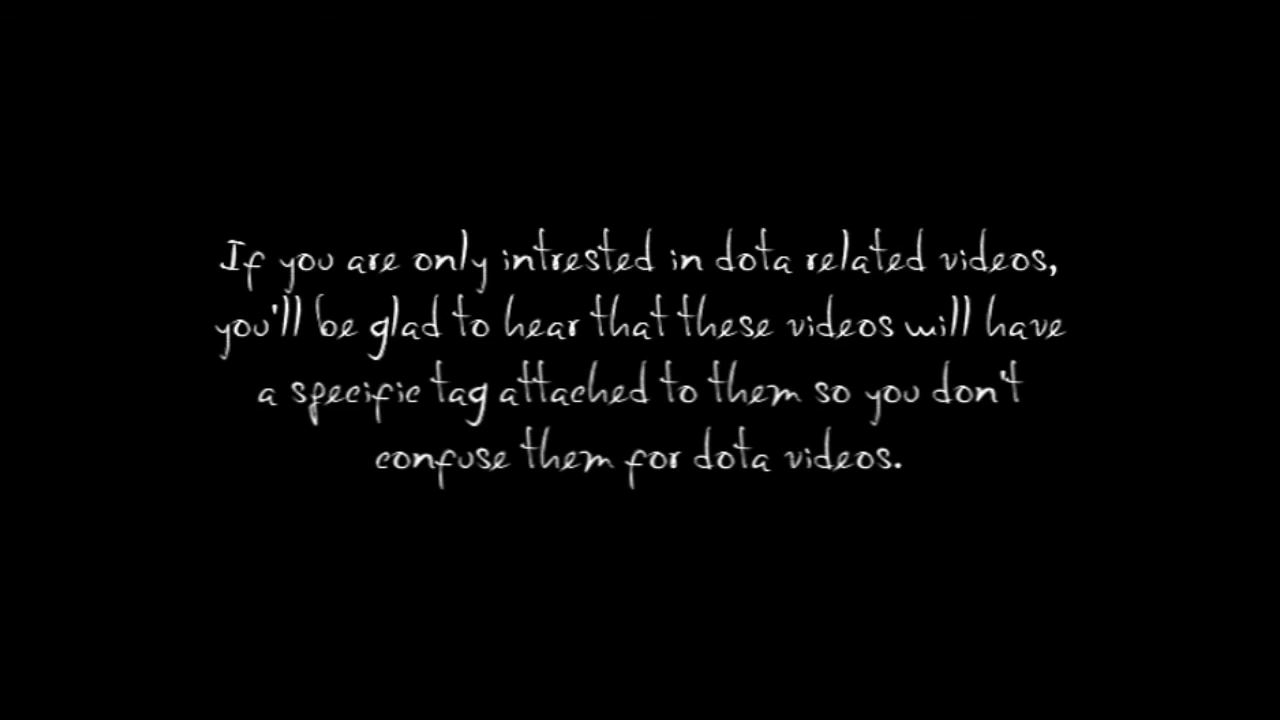 If you are only intrested in dota related videos,
you'll be glad to hear that these videos will have
a specific tag attached to them so you don't
confuse them for dota videos.